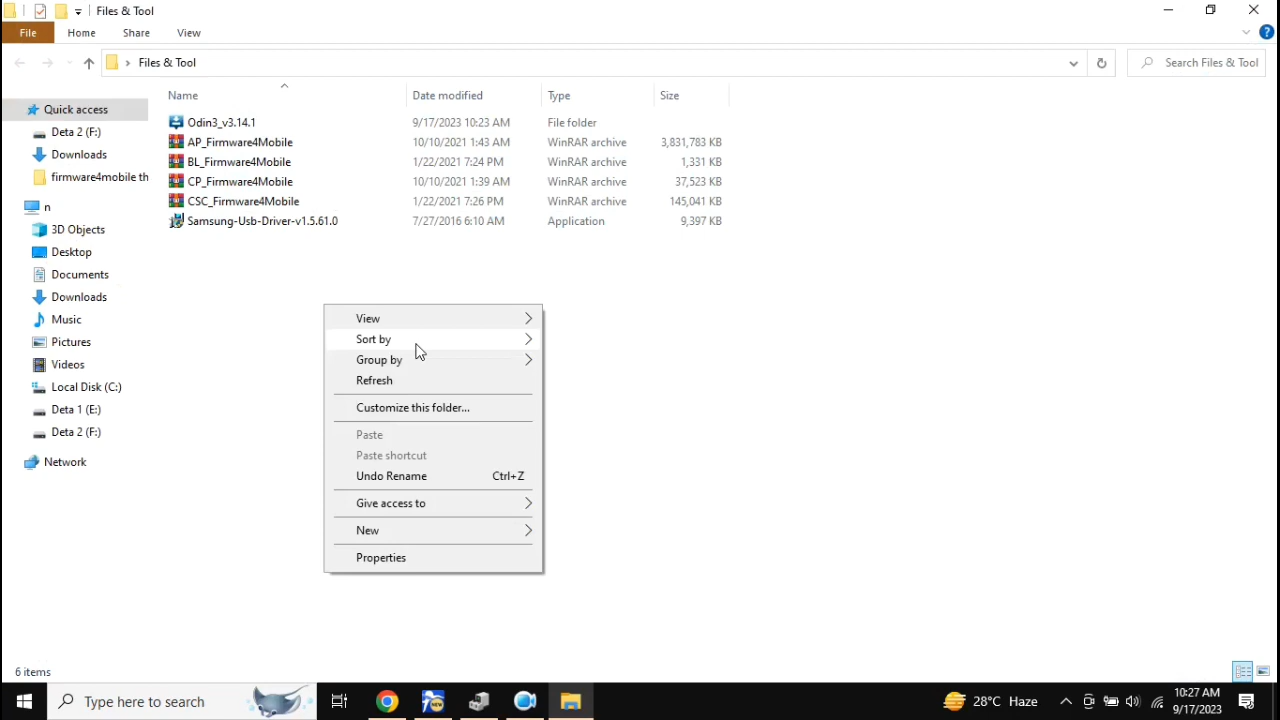 Files & Tool
File Home Share View
Files & Tool Search Files & Tool
Name Date modified Type Size
Quick access
Deta 2 (F:)
Downloads
firmware4mobile th
n
3D Objects
Desktop
Documents
Downloads
Music
Pictures
Videos
Local Disk (C:)
Deta 1 (E:)
Deta 2 (F:)
Network
Odin3_v3.14.1 9/17/2023 10:23 AM File folder
AP_Firmware4Mobile 10/10/2021 1:43 AM WinRAR archive 3,831,783 KB
BL_Firmware4Mobile 1/22/2021 7:24 PM WinRAR archive 1,331 KB
CP_Firmware4Mobile 10/10/2021 1:39 AM WinRAR archive 37,523 KB
CSC_Firmware4Mobile 1/22/2021 7:26 PM WinRAR archive 145,041 KB
Samsung-Usb-Driver-v1.5.61.0 7/27/2016 6:10 AM Application 9,397 KB
View
Sort by
Group by
Refresh
Customize this folder...
Paste
Paste shortcut
Undo Rename Ctrl+Z
Give access to
New
Properties
6 items
Type here to search
28°C Haze
10:27 AM
9/17/2023